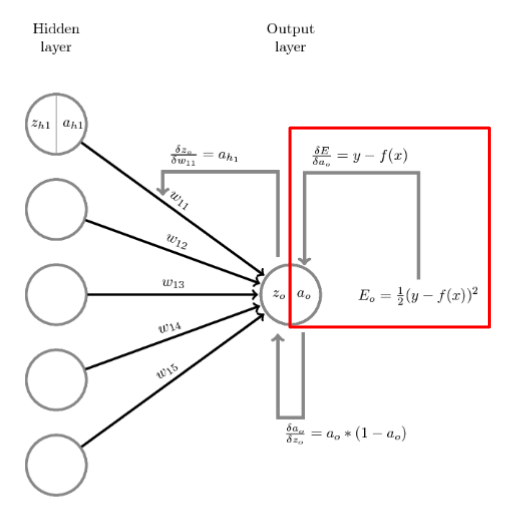 Hidden layer
Output layer
z_{h1} a_{h1}
\frac{\delta z_o}{\delta w_{11}} = a_{h_1}
\frac{\delta E}{\delta a_o} = y - f(x)
w_{11}
w_{12}
w_{13}
z_o a_o
E_o = \frac{1}{2}(y - f(x))^2
w_{14}
w_{15}
\frac{\delta a_o}{\delta z_o} = a_o * (1 - a_o)